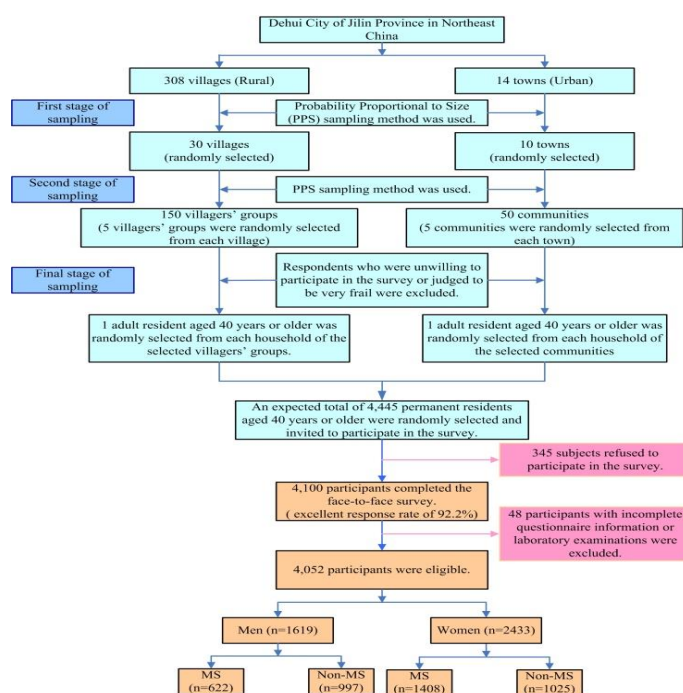 Dehui City of Jilin Province in Northeast
China
308 villages (Rural)
14 towns (Urban)
First stage of
sampling
Probability Proportional to Size
(PPS) sampling method was used.
30 villages
(randomly selected)
10 towns
(randomly selected)
Second stage of
sampling
PPS sampling method was used.
150 villagers’ groups
(5 villagers’ groups were randomly selected
from each village)
50 communities
(5 communities were randomly selected from
each town)
Final stage of
sampling
Respondents who were unwilling to
participate in the survey or judged to
be very frail were excluded.
1 adult resident aged 40 years or older was
randomly selected from each household of the
selected villagers’ groups.
1 adult resident aged 40 years or older was
randomly selected from each household of
the selected communities
An expected total of 4,445 permanent residents
aged 40 years or older were randomly selected and
invited to participate in the survey.
345 subjects refused to
participate in the survey.
4,100 participants completed the
face-to-face survey.
( excellent response rate of 92.2%)
48 participants with incomplete
questionnaire information or
laboratory examinations were
excluded.
4,052 participants were eligible.
Men (n=1619)
Women (n=2433)
MS
(n=622)
Non-MS
(n=997)
MS
(n=1408)
Non-MS
(n=1025)